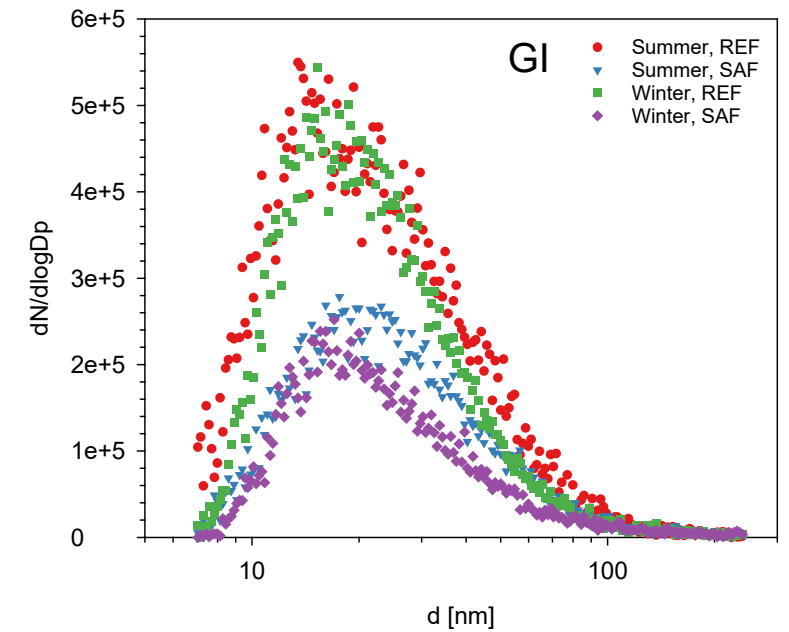 6e+5
5e+5
4e+5
3e+5
2e+5
1e+5
0
dN/dlogDp
GI
Summer, REF
Summer, SAF
Winter, REF
Winter, SAF
10
100
d [nm]